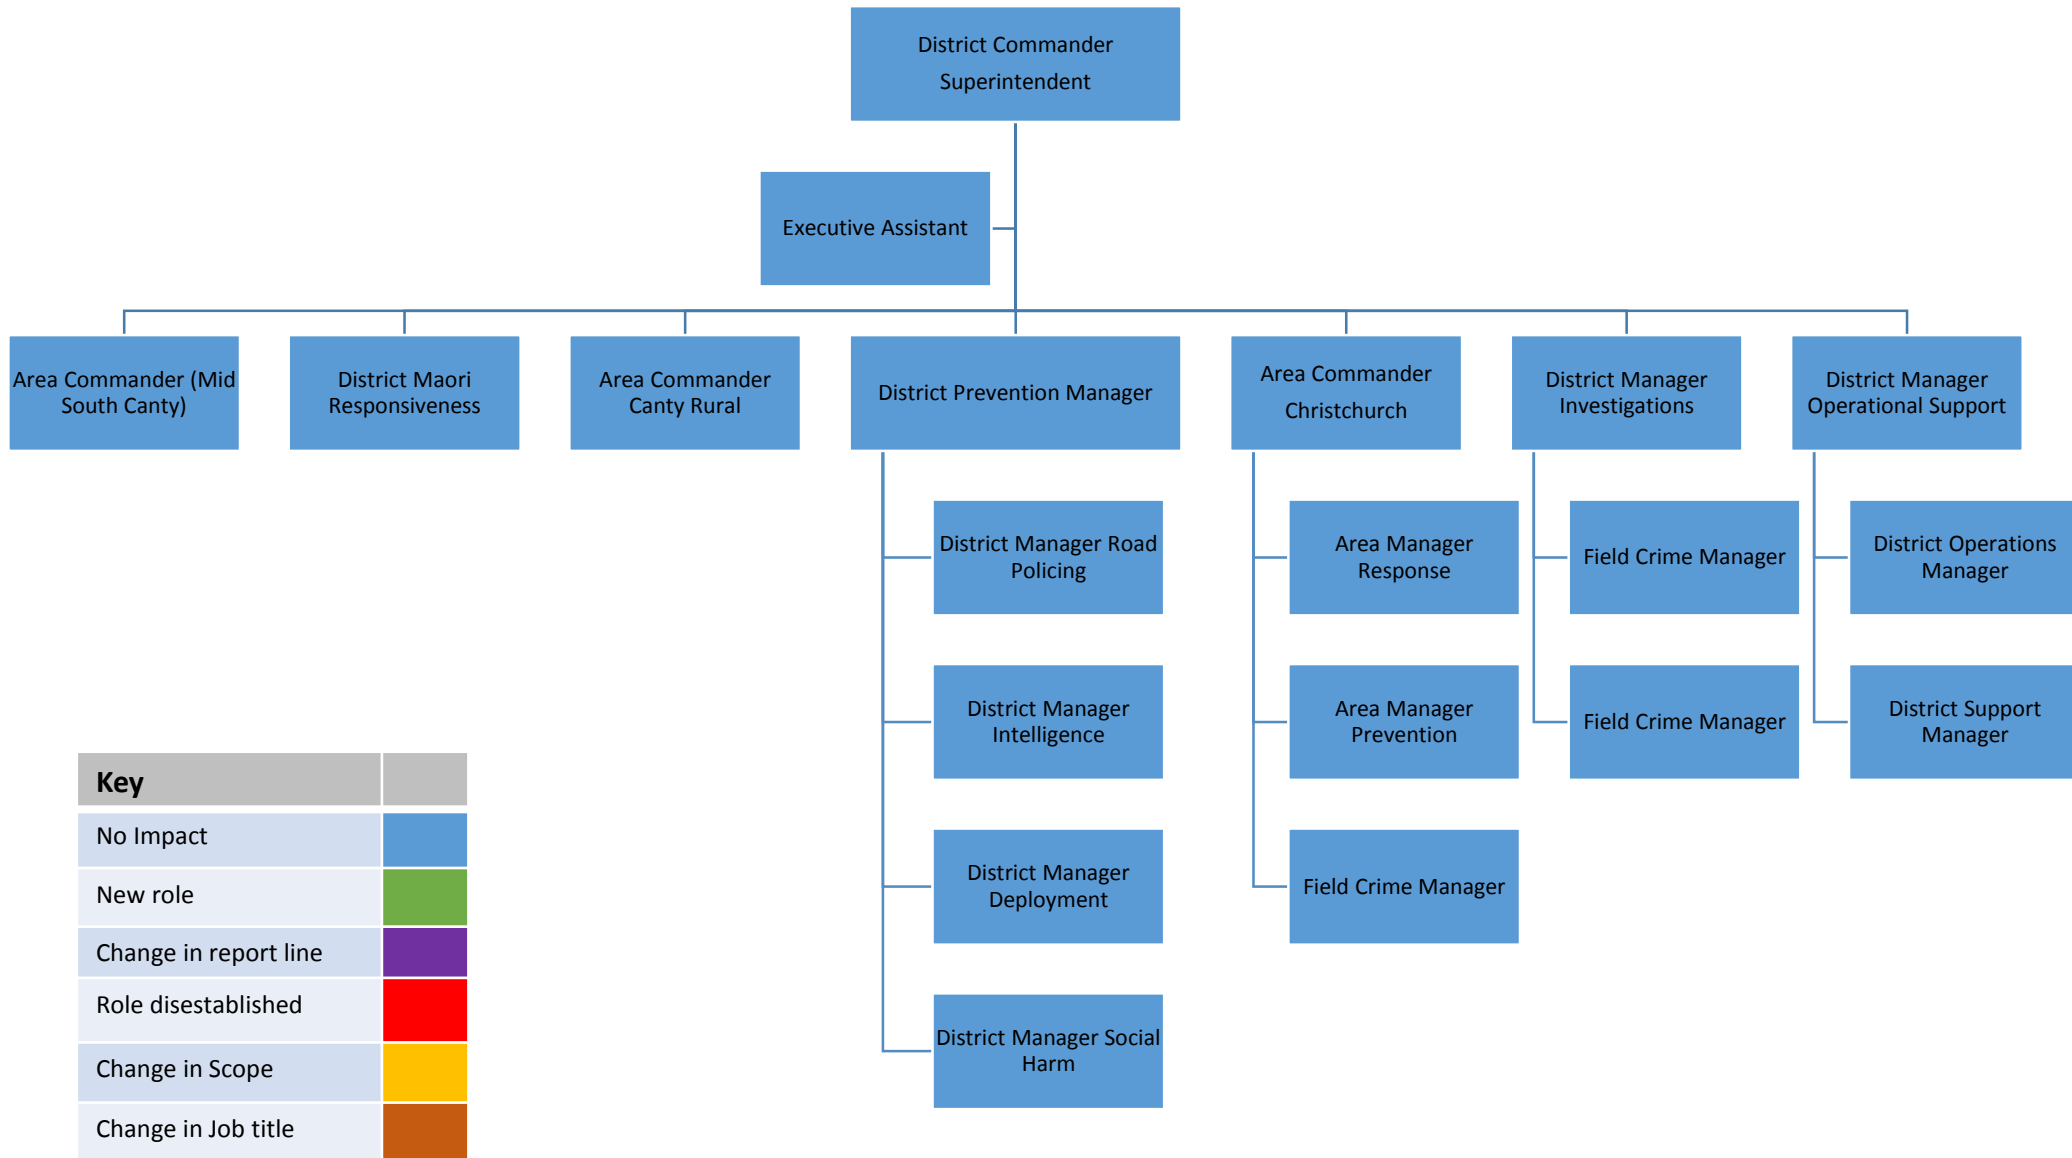 District Commander
Superintendent
Executive Assistant
Area Commander (Mid
South Canty)
District Maori
Responsiveness
Area Commander
Canty Rural
District Prevention Manager
Area Commander
Christchurch
District Manager
Investigations
District Manager
Operational Support
District Manager Road
Policing
District Manager
Intelligence
District Manager
Deployment
District Manager Social
Harm
Area Manager
Response
Area Manager
Prevention
Field Crime Manager
Field Crime Manager
Field Crime Manager
District Operations
Manager
District Support
Manager
Key
No Impact
New role
Change in report line
Role disestablished
Change in Scope
Change in Job title